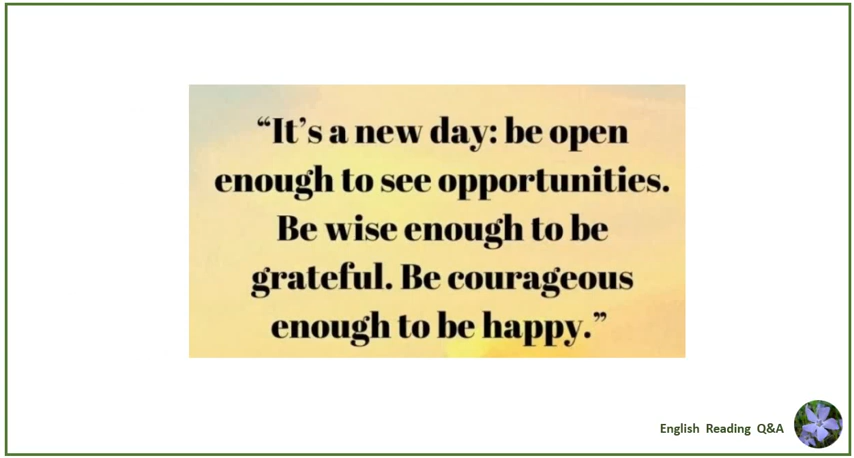 “It’s a new day: be open
enough to see opportunities.
Be wise enough to be
grateful. Be courageous
enough to be happy.”
English Reading Q&A